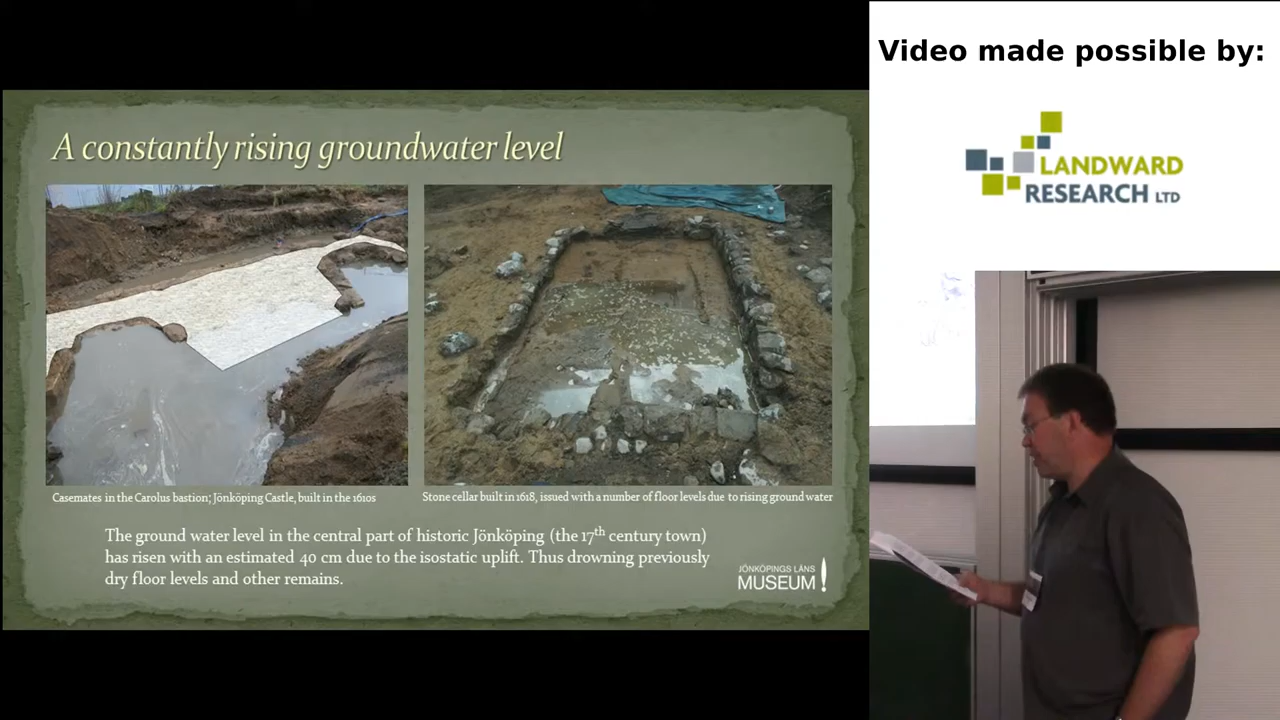 Video made possible by:
LANDWARD
RESEARCH LTD
A constantly rising groundwater level
Casemates in the Carolus bastion; Jönköping Castle, built in the 1610s
Stone cellar built in 1618, issued with a number of floor levels due to rising ground water
The ground water level in the central part of historic Jönköping (the 17th century town)
has risen with an estimated 40 cm due to the isostatic uplift. Thus drowning previously
dry floor levels and other remains.
JÖNKÖPINGS LÄNS
MUSEUM!